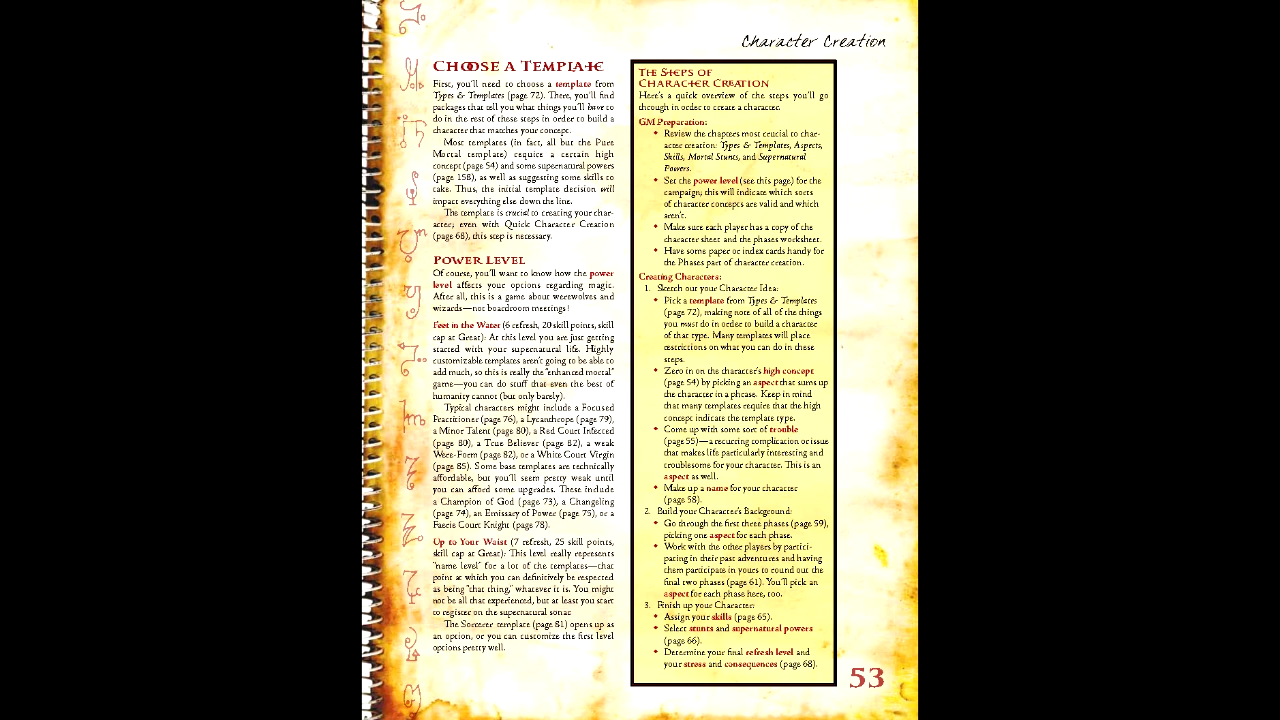 Character Creation
Choose a Template
First, you'll need to choose a template from
Types & Templates (page 72). There, you'll find
packages that tell you what things you'll have to
do in the rest of these steps in order to build a
character that matches your concept.
Most templates (in fact, all but the Pure
Mortal template) require a certain high
concept (page 54) and some supernatural powers
(page 158), as well as suggesting some skills to
take. Thus, the initial template decision will
impact everything else down the line.
The template is crucial to creating your char-
acter; even with Quick Character Creation
(page 68), this step is necessary.
Power Level
Of course, you'll want to know how the power
level affects your options regarding magic.
After all, this is a game about werewolves and
wizards—not boardroom meetings!
Feet in the Water (6 refresh, 20 skill points, skill
cap at Great): At this level you are just getting
started with your supernatural life. Highly
customizable templates aren't going to be able to
add much, so this is really the "enhanced mortal"
game—you can do stuff that even the best of
humanity cannot (but only barely).
Typical characters might include a Focused
Practitioner (page 76), a Lycanthrope (page 79),
a Minor Talent (page 80), a Red Court Infected
(page 80), a True Believer (page 82), a weak
Were-Form (page 82), or a White Court Virgin
(page 85). Some base templates are technically
affordable, but you'll seem pretty weak until
you can afford some upgrades. These include
a Champion of God (page 73), a Changeling
(page 74), an Emissary of Power (page 75), or a
Faerie Court Knight (page 78).
Up to Your Waist (7 refresh, 25 skill points,
skill cap at Great): This level really represents
"name level" for a lot of the templates—that
point at which you can definitively be respected
as being "that thing," whatever it is. You might
not be all that experienced, but at least you start
to register on the supernatural sonar.
The Sorcerer template (page 81) opens up as
an option, or you can customize the first level
options pretty well.
The Steps of
Character Creation
Here's a quick overview of the steps you'll go
through in order to create a character.
GM Preparation:
• Review the chapters most crucial to char-
acter creation: Types & Templates, Aspects,
Skills, Mortal Stunts, and Supernatural
Powers.
• Set the power level (see this page) for the
campaign; this will indicate which sorts
of character concepts are valid and which
aren't.
• Make sure each player has a copy of the
character sheet and the phases worksheet.
• Have some paper or index cards handy for
the Phases part of character creation.
Creating Characters:
1. Sketch out your Character Idea:
• Pick a template from Types & Templates
(page 72), making note of all of the things
you must do in order to build a character
of that type. Many templates will place
restrictions on what you can do in these
steps.
• Zero in on the character's high concept
(page 54) by picking an aspect that sums up
the character in a phrase. Keep in mind
that many templates require that the high
concept indicate the template type.
• Come up with some sort of trouble
(page 55)—a recurring complication or issue
that makes life particularly interesting and
troublesome for your character. This is an
aspect as well.
• Make up a name for your character
(page 58).
2. Build your Character's Background:
• Go through the first three phases (page 59),
picking one aspect for each phase.
• Work with the other players by partici-
pating in their past adventures and having
them participate in yours to round out the
final two phases (page 61). You'll pick an
aspect for each phase here, too.
3. Finish up your Character:
• Assign your skills (page 65).
• Select stunts and supernatural powers
(page 66).
• Determine your final refresh level and
your stress and consequences (page 68).
53